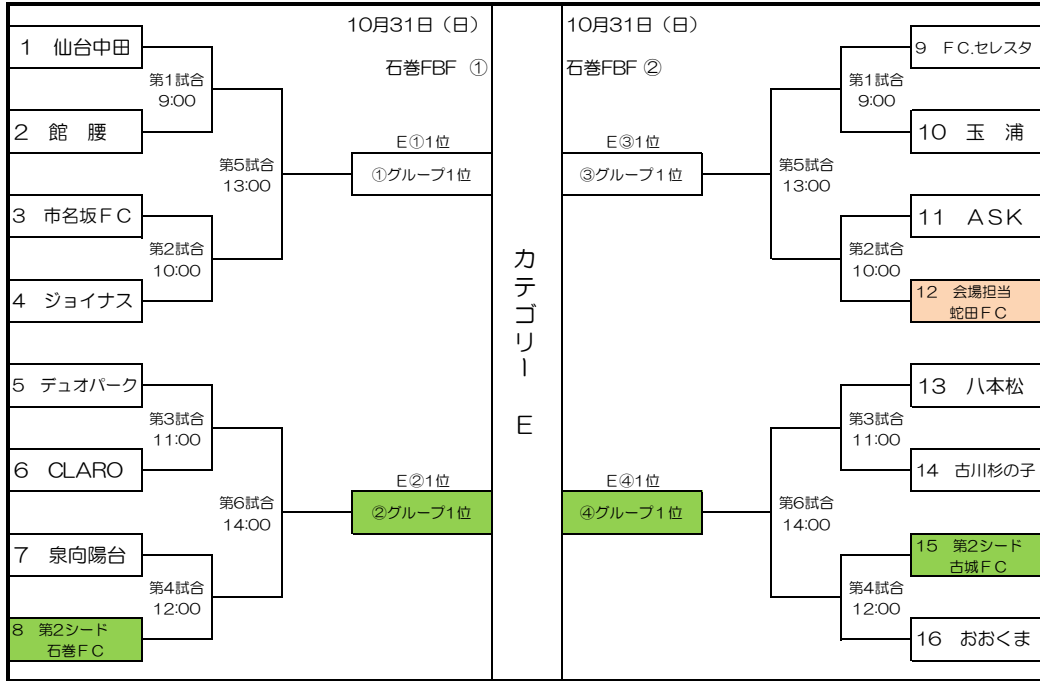 10月31日（日）
石巻FBF ①
1 仙台中田
第1試合
9:00
2 館 腰
E①1位
①グループ1位
第5試合
13:00
3 市名坂ＦＣ
第2試合
10:00
4 ジョイナス
5 デュオパーク
第3試合
11:00
6 CLARO
E②1位
②グループ1位
第6試合
14:00
7 泉向陽台
第4試合
12:00
8 第2シード
石巻ＦＣ
カテゴリー E
10月31日（日）
石巻FBF ②
9 ＦＣ.セレスタ
第1試合
9:00
10 玉 浦
E③1位
③グループ1位
第5試合
13:00
11 ＡＳＫ
第2試合
10:00
12 会場担当
蛇田ＦＣ
13 八本松
第3試合
11:00
14 古川杉の子
E④1位
④グループ1位
第6試合
14:00
15 第2シード
古城ＦＣ
第4試合
12:00
16 おおくま